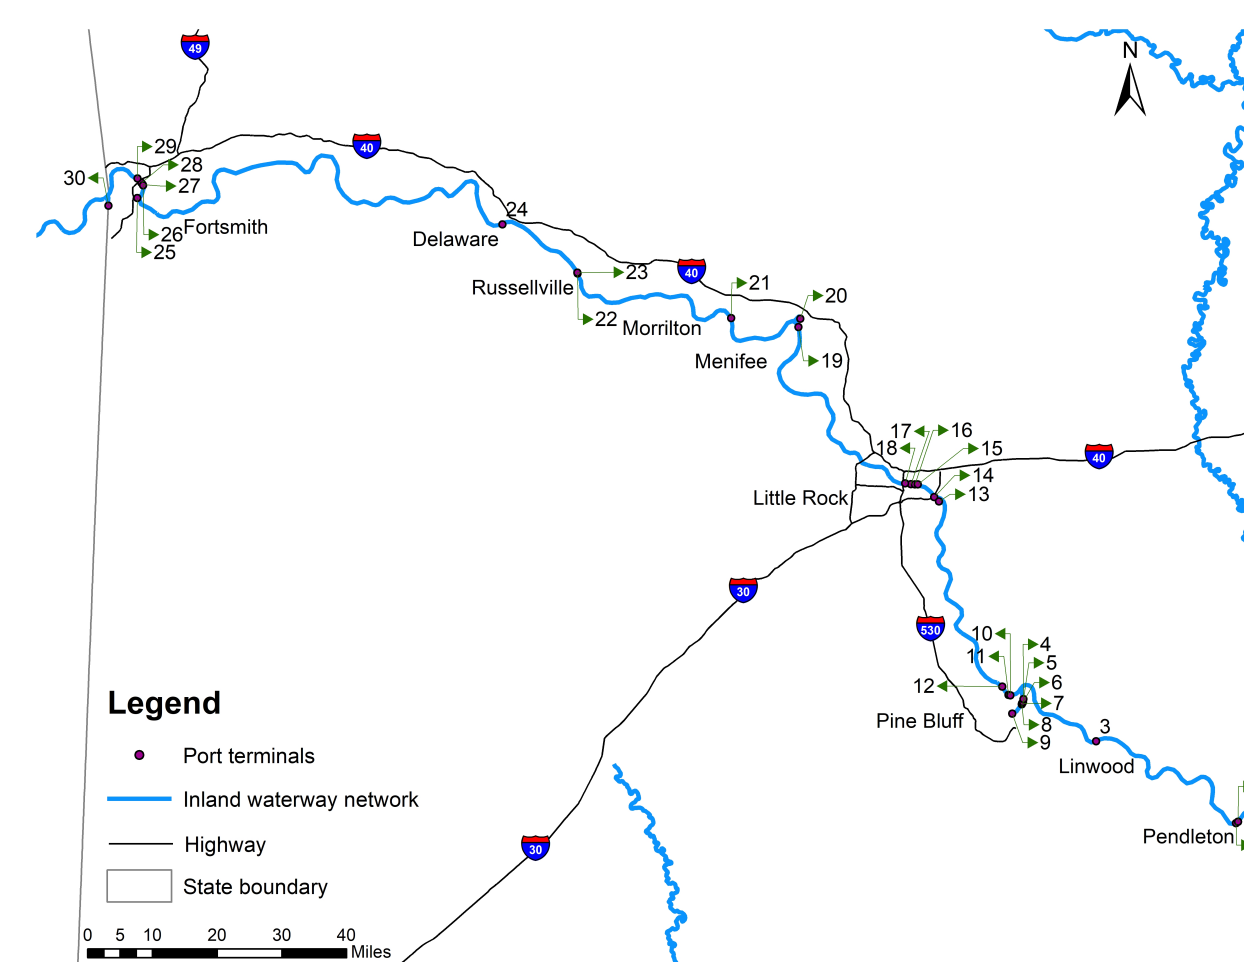 49
N
29
40
28
30
27
24
26
Fortsmith
Delaware
25
23
40
21
Russellville
20
22
Morrilton
Menifee
19
17
16
18
15
40
14
Little Rock
13
30
530
10
4
11
5
12
6
7
Pine Bluff
8
3
9
Linwood
Pendleton
30
Legend
Port terminals
Inland waterway network
Highway
State boundary
0 5 10 20 30 40
Miles